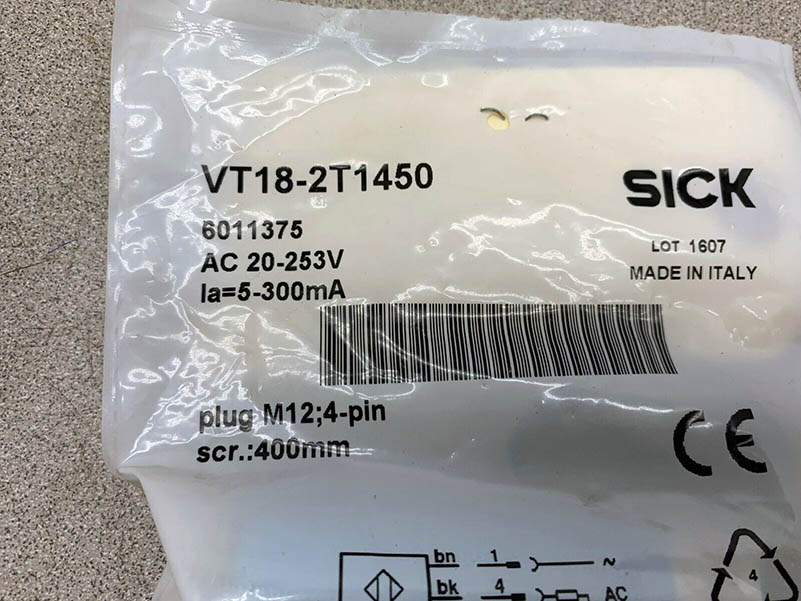 VT18-2T1450
SICK
6011375
LOT 1607
AC 20-253V
MADE IN ITALY
Ia=5-300mA
plug M12;4-pin
scr.:400mm
CE
bn 1 ~
bk 4 AC
4